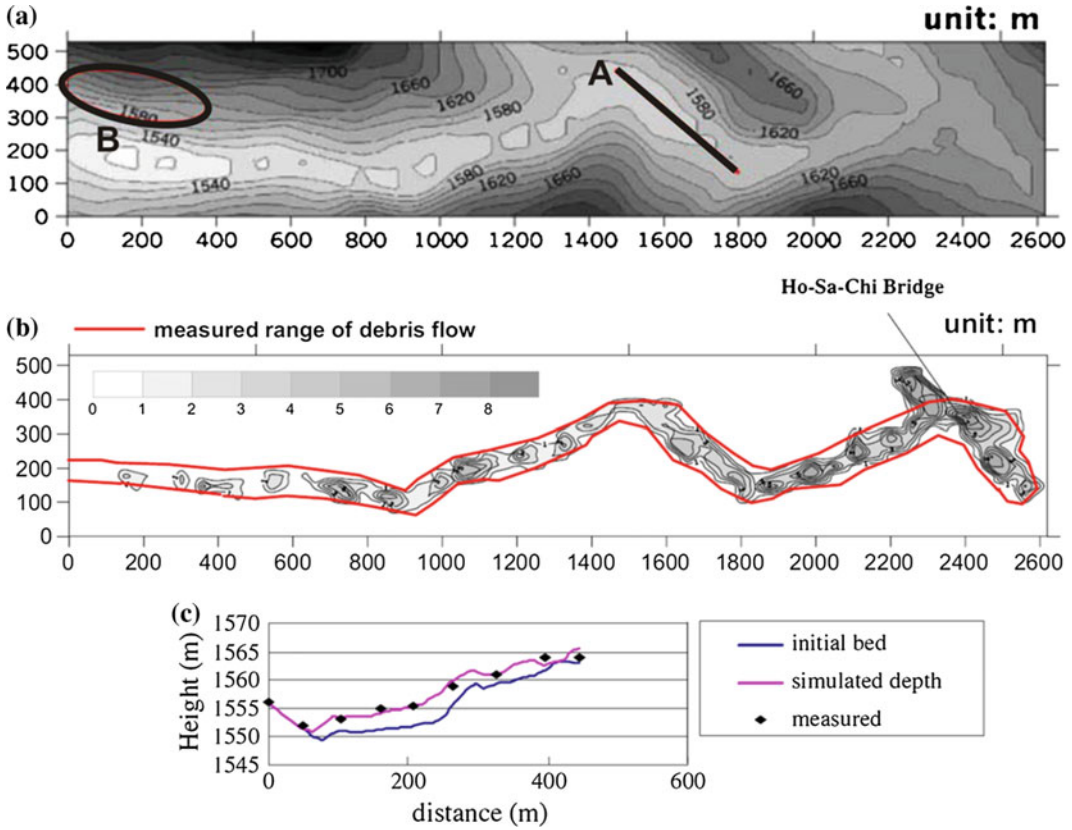 (a)
unit: m
500
400
300
200
100
0
1700
1660
1620
1580
1580
1540
1540
1580
1620
1660
1580
1660
1620
1620
1660
A
B
0 200 400 600 800 1000 1200 1400 1600 1800 2000 2200 2400 2600
Ho-Sa-Chi Bridge
(b)
measured range of debris flow
unit: m
500
400
300
200
100
0
0 1 2 3 4 5 6 7 8
0 200 400 600 800 1000 1200 1400 1600 1800 2000 2200 2400 2600
(c)
Height (m)
1570
1565
1560
1555
1550
1545
0 200 400 600
distance (m)
initial bed
simulated depth
measured